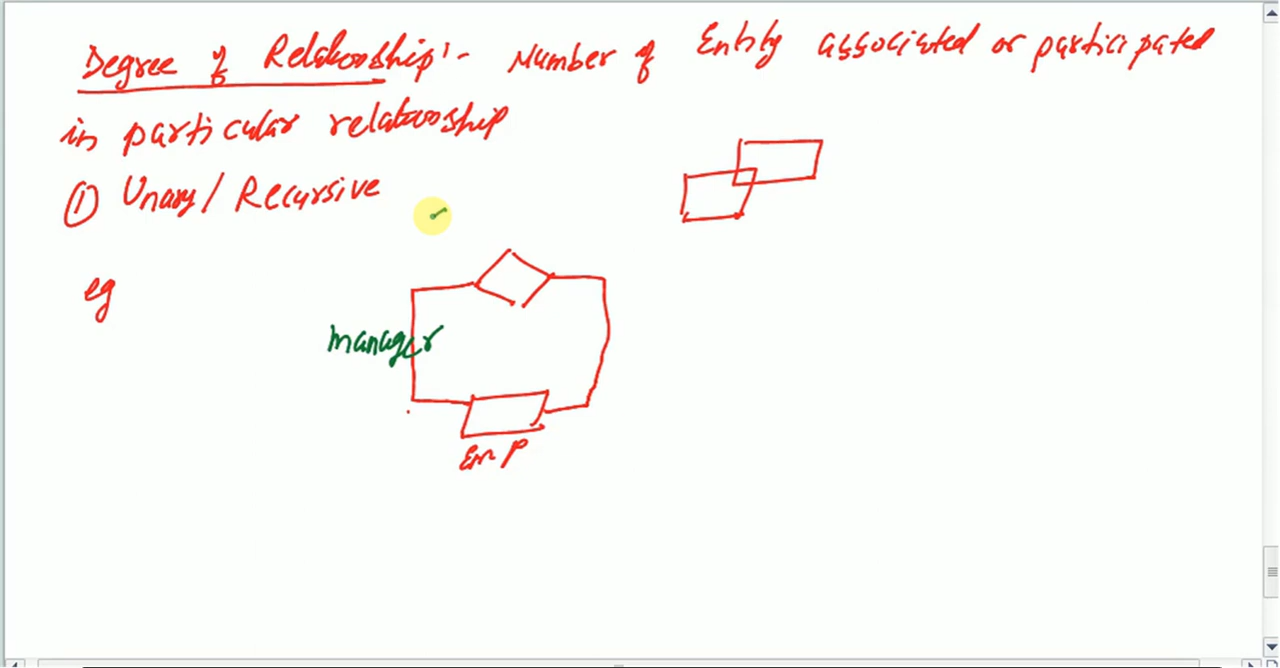 Degree of Relationship:- Number of Entity associated or participated
in particular relationship
① Unary / Recursive
eg
manager
Emp